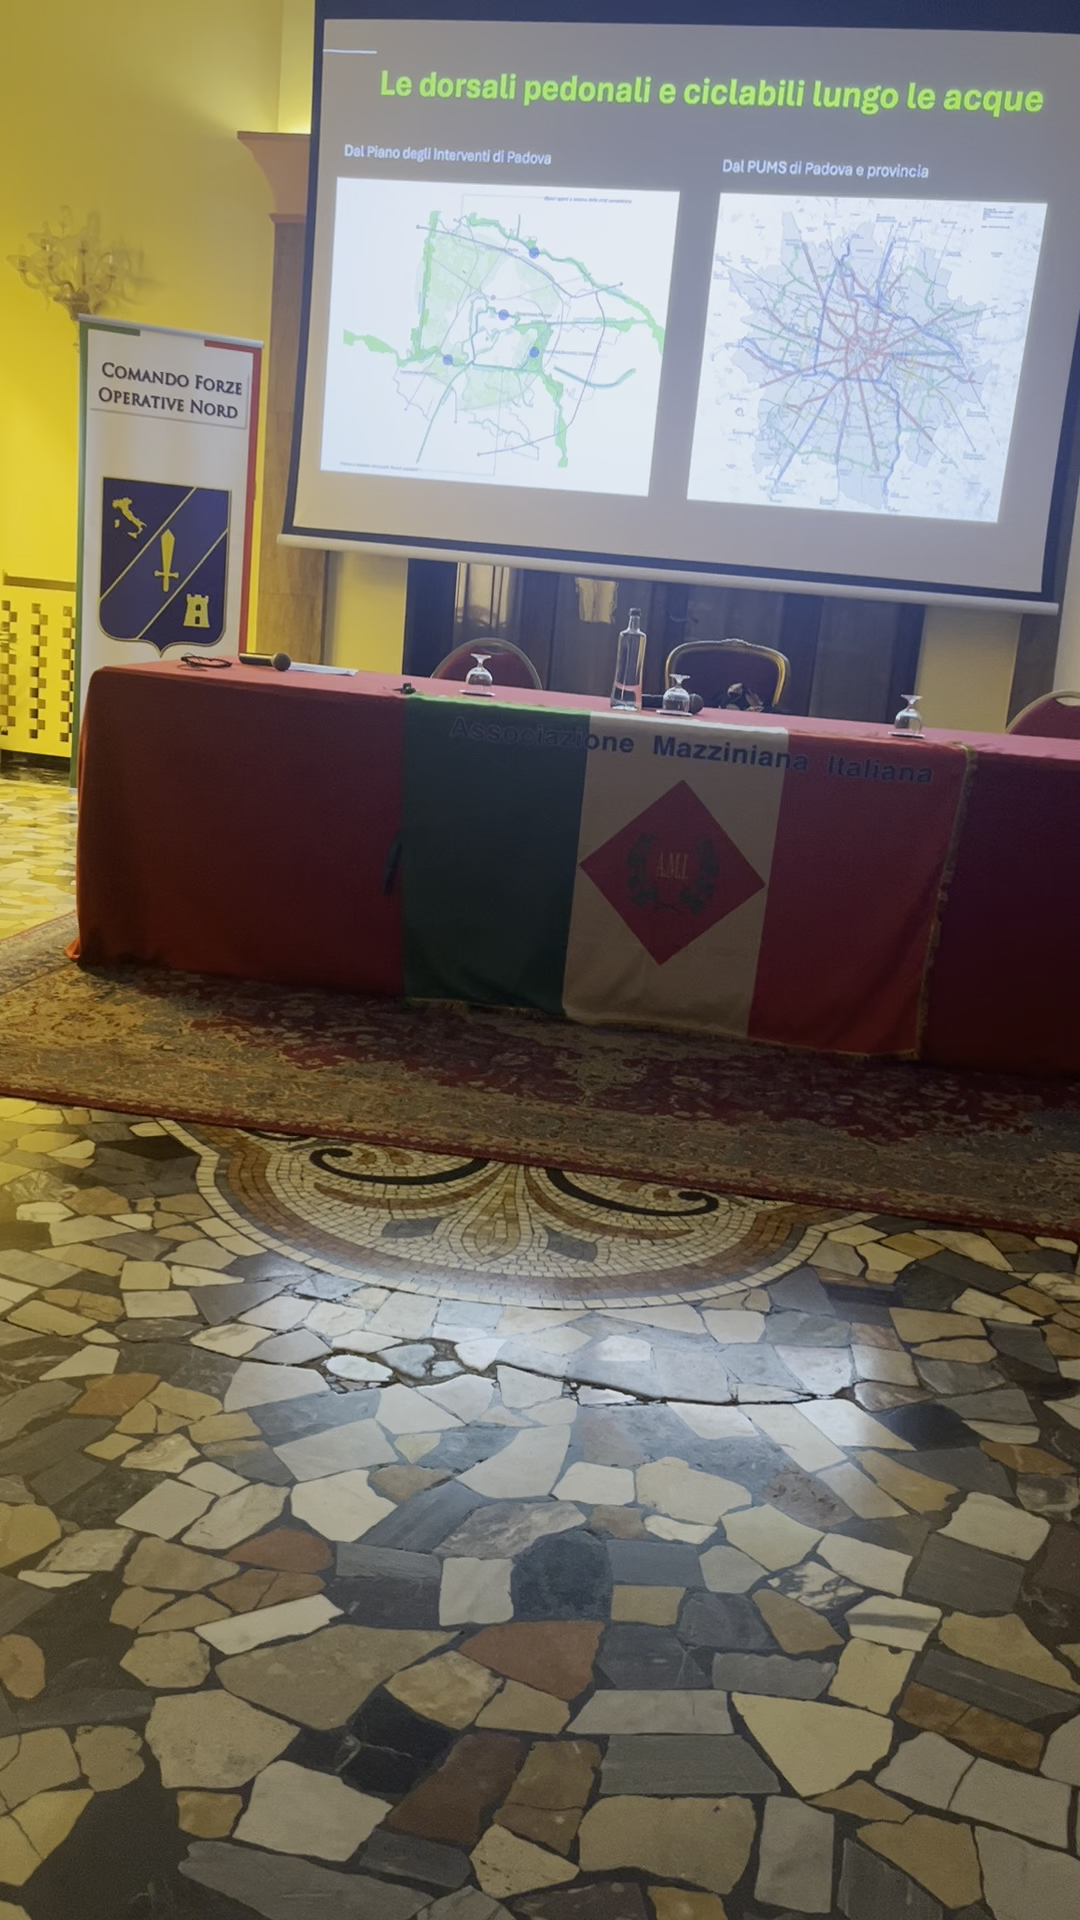 Le dorsali pedonali e ciclabili lungo le acque
Dal Piano degli Interventi di Padova
Dal PUMS di Padova e provincia
COMANDO FORZE
OPERATIVE NORD
Associazione Mazziniana Italiana
A.M.I.